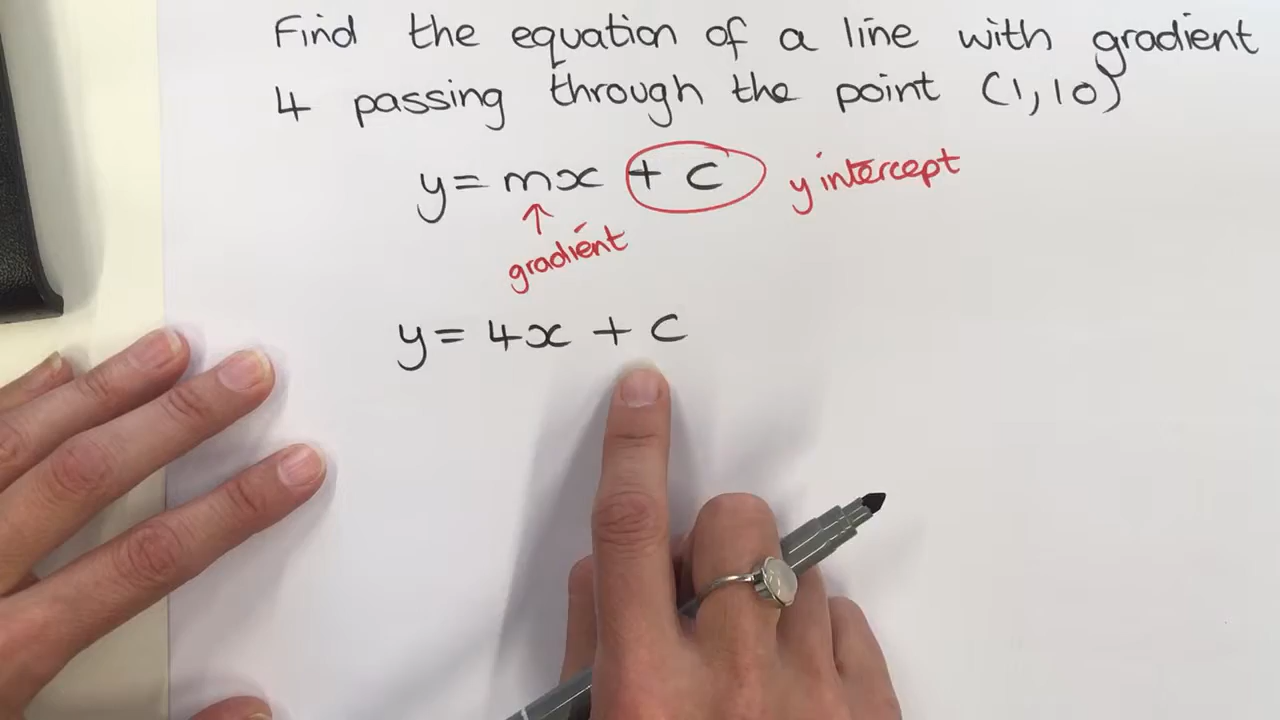 Find the equation of a line with gradient
4 passing through the point (1,10)
y = mx + c y intercept
gradient
y = 4x + c